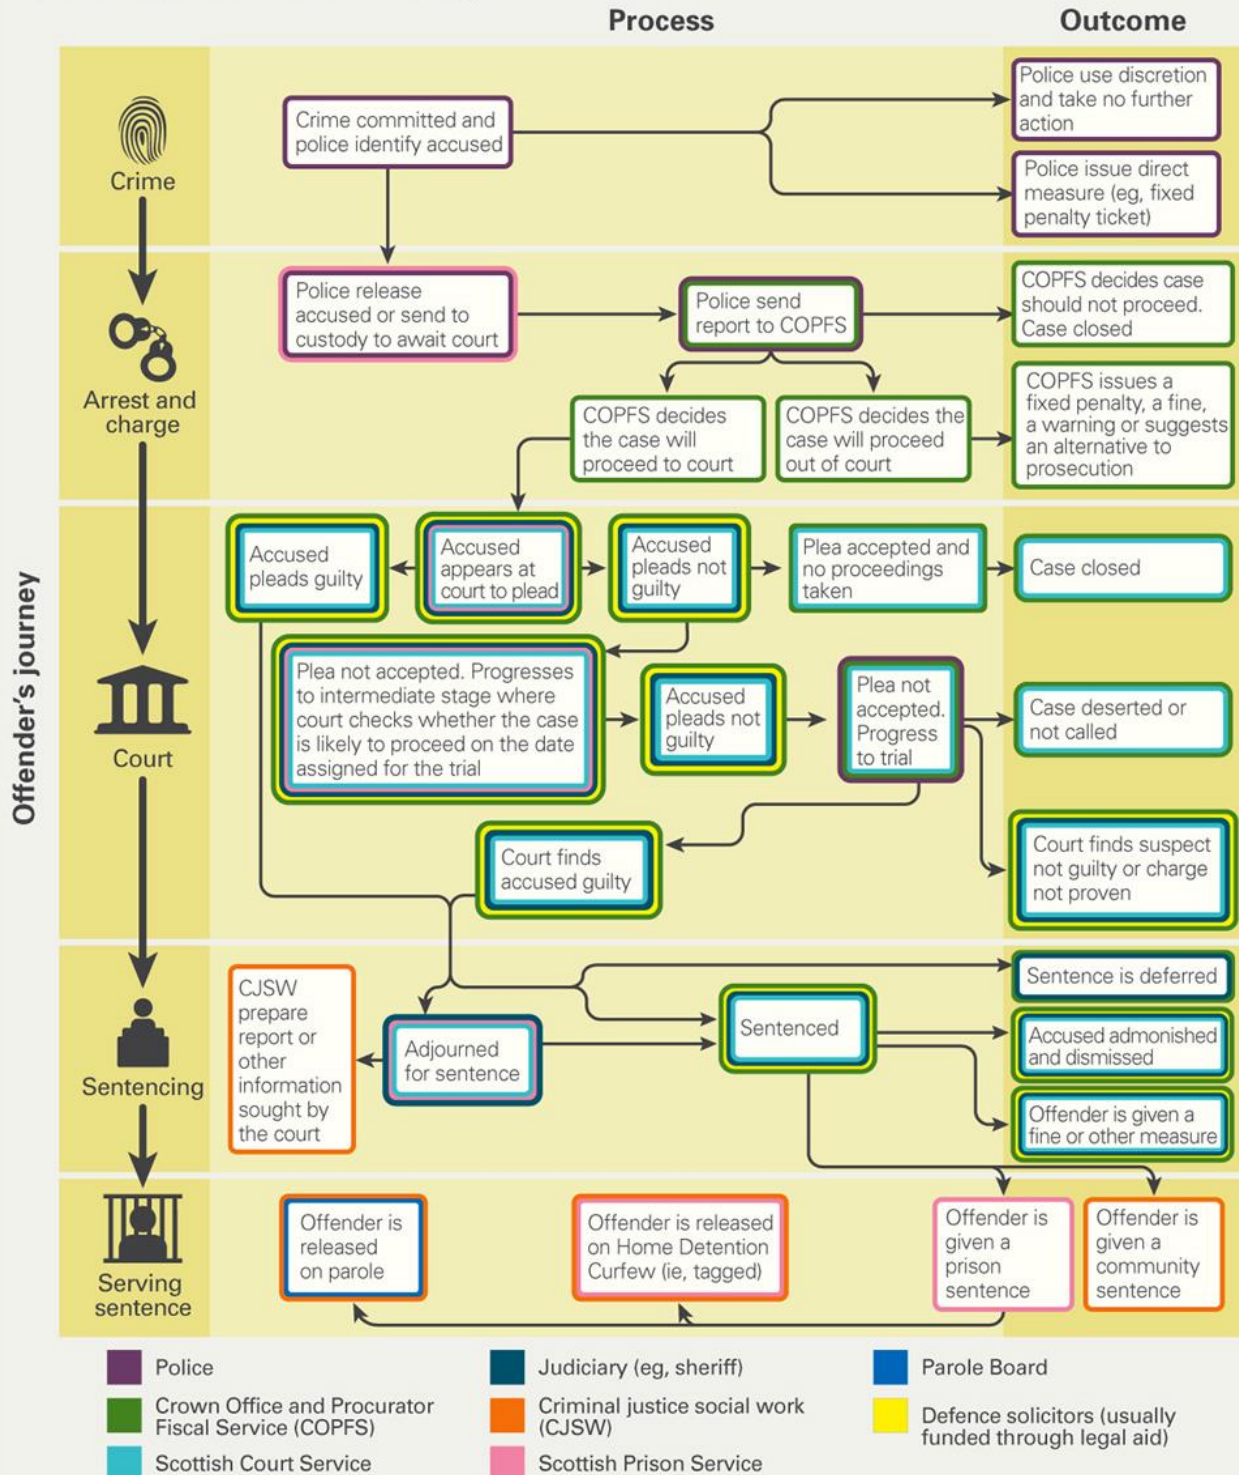 Process
Outcome
Offender's journey
Crime
Crime committed and
police identify accused
Police use discretion
and take no further
action
Police issue direct
measure (eg, fixed
penalty ticket)
Arrest and
charge
Police release
accused or send to
custody to await court
Police send
report to COPFS
COPFS decides case
should not proceed.
Case closed
COPFS decides
the case will
proceed to court
COPFS decides the
case will proceed
out of court
COPFS issues a
fixed penalty, a fine,
a warning or suggests
an alternative to
prosecution
Court
Accused
pleads guilty
Accused
appears at
court to plead
Accused
pleads not
guilty
Plea accepted and
no proceedings
taken
Case closed
Plea not accepted. Progresses
to intermediate stage where
court checks whether the case
is likely to proceed on the date
assigned for the trial
Accused
pleads not
guilty
Plea not
accepted.
Progress
to trial
Case deserted or
not called
Court finds
accused guilty
Court finds suspect
not guilty or charge
not proven
Sentencing
CJSW
prepare
report or
other
information
sought by
the court
Adjourned
for sentence
Sentenced
Sentence is deferred
Accused admonished
and dismissed
Offender is given a
fine or other measure
Serving
sentence
Offender is
released
on parole
Offender is released
on Home Detention
Curfew (ie, tagged)
Offender is
given a
prison
sentence
Offender is
given a
community
sentence
Police
Crown Office and Procurator
Fiscal Service (COPFS)
Scottish Court Service
Judiciary (eg, sheriff)
Criminal justice social work
(CJSW)
Scottish Prison Service
Parole Board
Defence solicitors (usually
funded through legal aid)